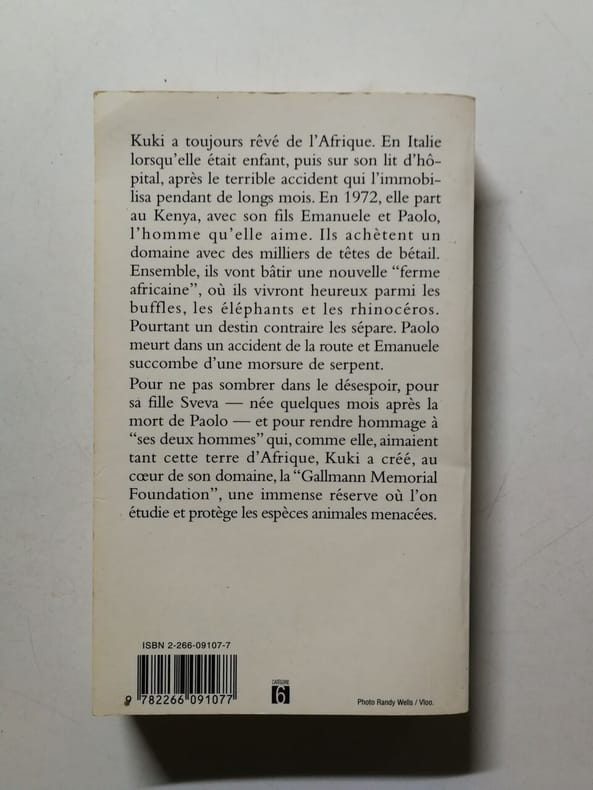 Kuki a toujours rêvé de l'Afrique. En Italie
lorsqu'elle était enfant, puis sur son lit d'hô-
pital, après le terrible accident qui l'immobi-
lisa pendant de longs mois. En 1972, elle part
au Kenya, avec son fils Emanuele et Paolo,
l'homme qu'elle aime. Ils achètent un
domaine avec des milliers de têtes de bétail.
Ensemble, ils vont bâtir une nouvelle "ferme
africaine", où ils vivront heureux parmi les
buffles, les éléphants et les rhinocéros.
Pourtant un destin contraire les sépare. Paolo
meurt dans un accident de la route et Emanuele
succombe d'une morsure de serpent.
Pour ne pas sombrer dans le désespoir, pour
sa fille Sveva — née quelques mois après la
mort de Paolo — et pour rendre hommage à
"ses deux hommes" qui, comme elle, aimaient
tant cette terre d'Afrique, Kuki a créé, au
cœur de son domaine, la "Gallmann Memorial
Foundation", une immense réserve où l'on
étudie et protège les espèces animales menacées.
ISBN 2-266-09107-7
9 782266 091077
CATÉGORIE
6
Photo Randy Wells / Vloo.